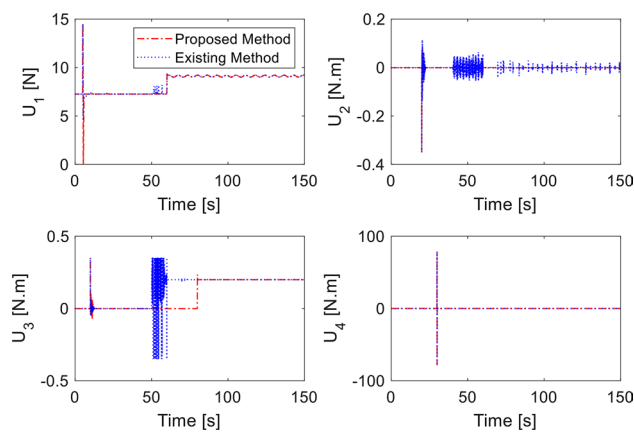 15
10
5
0
U1 [N]
Proposed Method
Existing Method
0 50 100 150
Time [s]
0.2
0
-0.2
-0.4
U2 [N.m]
0 50 100 150
Time [s]
0.5
0
-0.5
U3 [N.m]
0 50 100 150
Time [s]
100
0
-100
U4 [N.m]
0 50 100 150
Time [s]